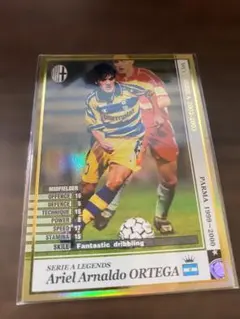 PARMA 1999-2000
MIDFIELDER
OFFENCE
DEFENCE
TECHNIQUE
POWER
SPEED
STAMINA
SKILL Fantastic dribbling
SERIE A LEGENDS
Ariel Arnaldo ORTEGA